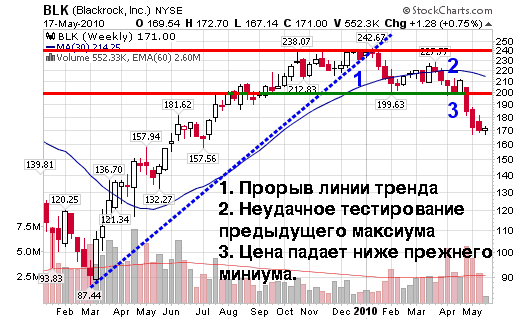 BLK (Blackrock, Inc.) NYSE © StockCharts.com
17-May-2010 O 169.54 H 172.70 L 167.14 C 171.00 V 552.3K Chg +1.28 (+0.75%)
BLK (Weekly) 171.00
MA(30) 214.25
Volume 552.33K, EMA(60) 2.60M
238.07
242.67
227.77
1
2
3
212.83
199.63
181.62
157.94
157.56
139.81
136.70
132.27
120.25
121.34
93.83
87.44
240
230
220
210
200
190
180
170
160
150
140
130
120
110
100
90
7.5M
5.0M
2.5M
1. Прорыв линии тренда
2. Неудачное тестирование
предыдущего максиума
3. Цена падает ниже прежнего
миниума.
Feb Mar Apr May Jun Jul Aug Sep Oct Nov Dec 2010 Feb Mar Apr May